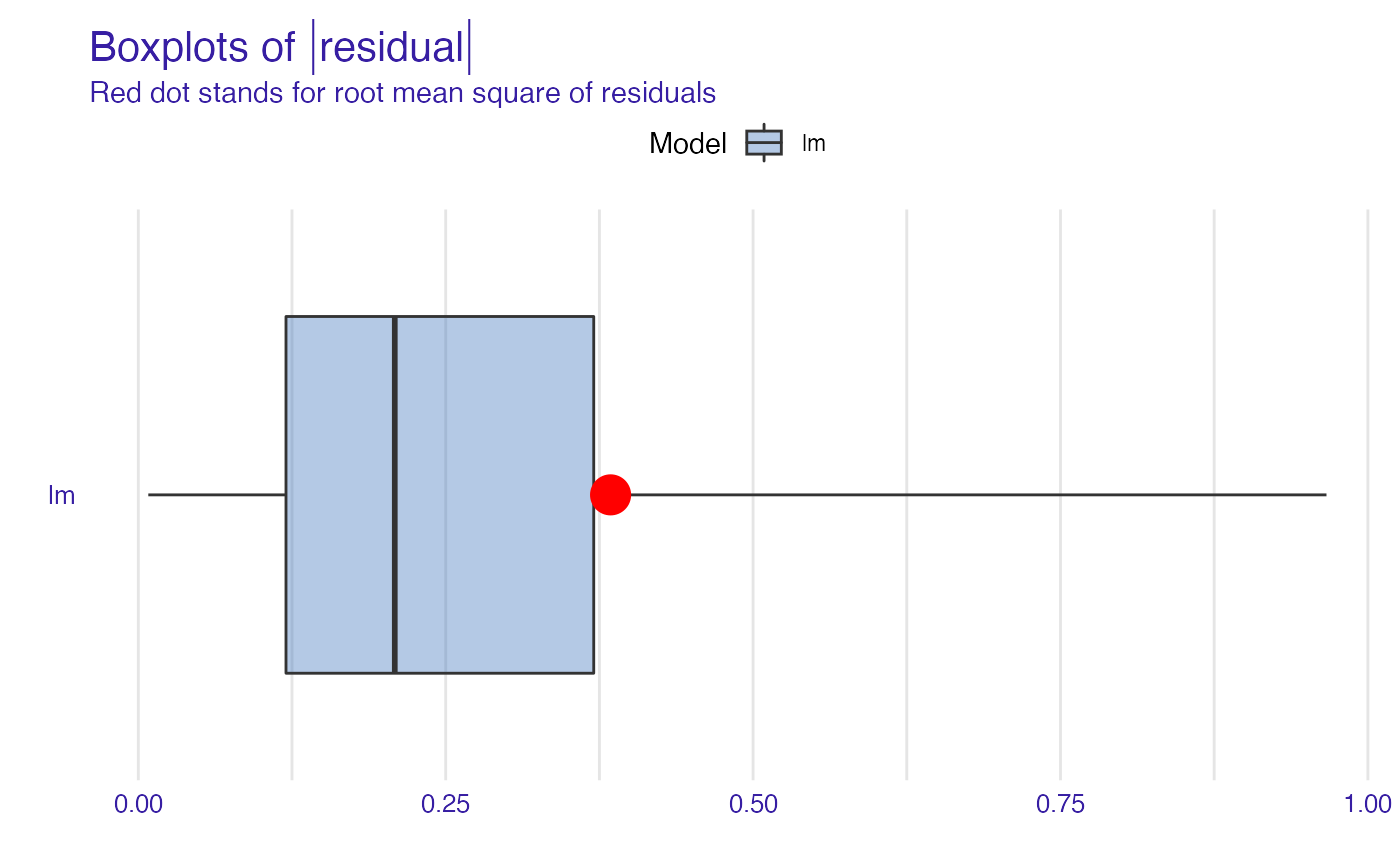 Boxplots of |residual|
Red dot stands for root mean square of residuals
Model lm
lm
0.00 0.25 0.50 0.75 1.00